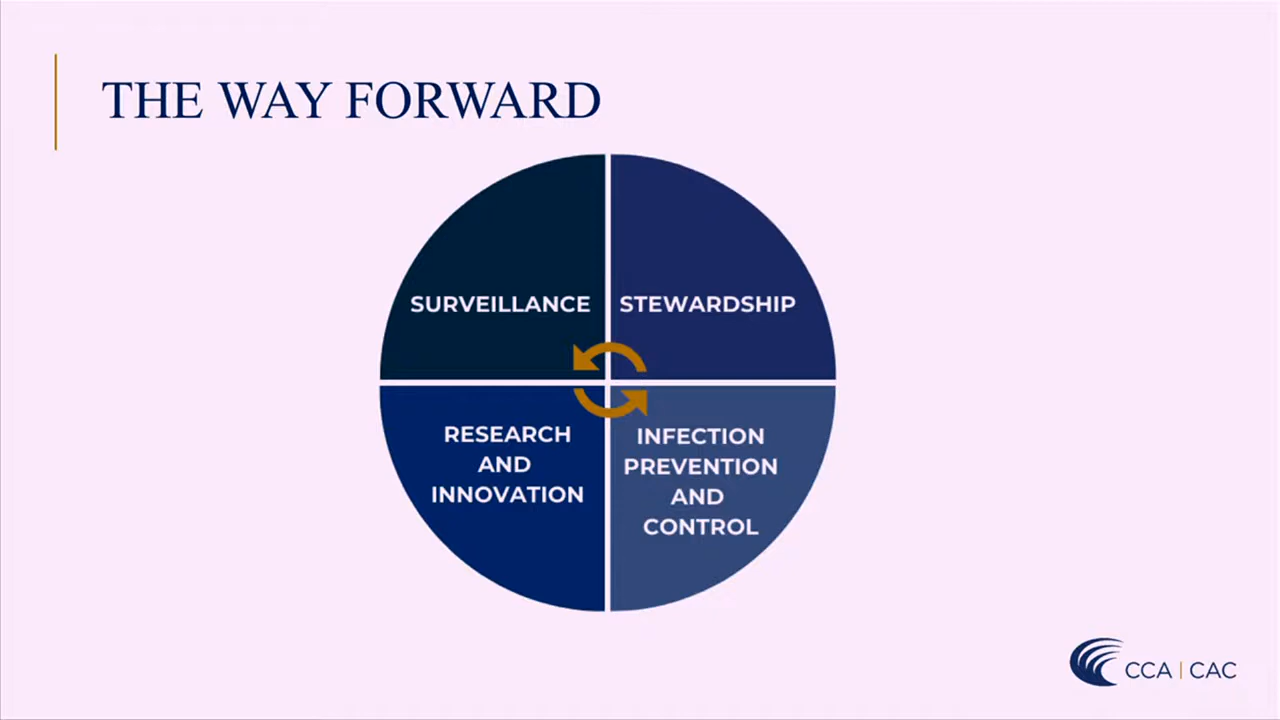 THE WAY FORWARD
SURVEILLANCE
STEWARDSHIP
RESEARCH
AND
INNOVATION
INFECTION
PREVENTION
AND
CONTROL
CCA | CAC